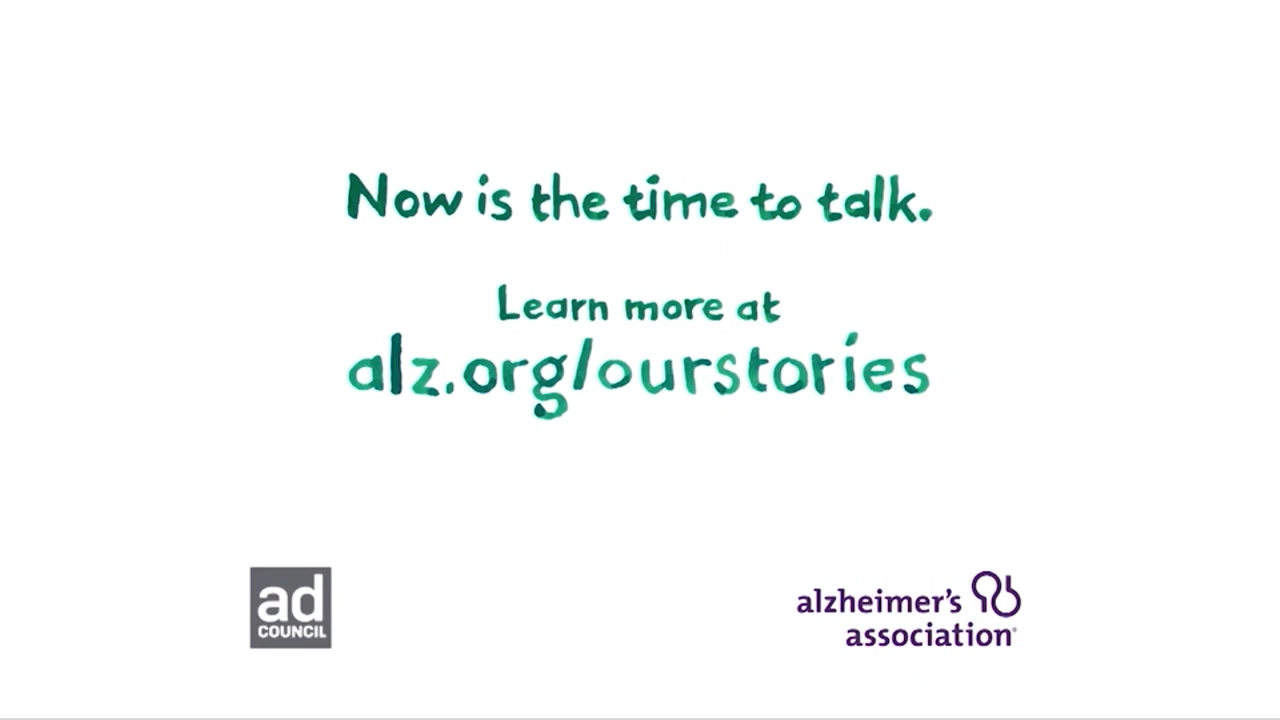 Now is the time to talk.
Learn more at
alz.org/ourstories
ad
COUNCIL
alzheimer's
association®